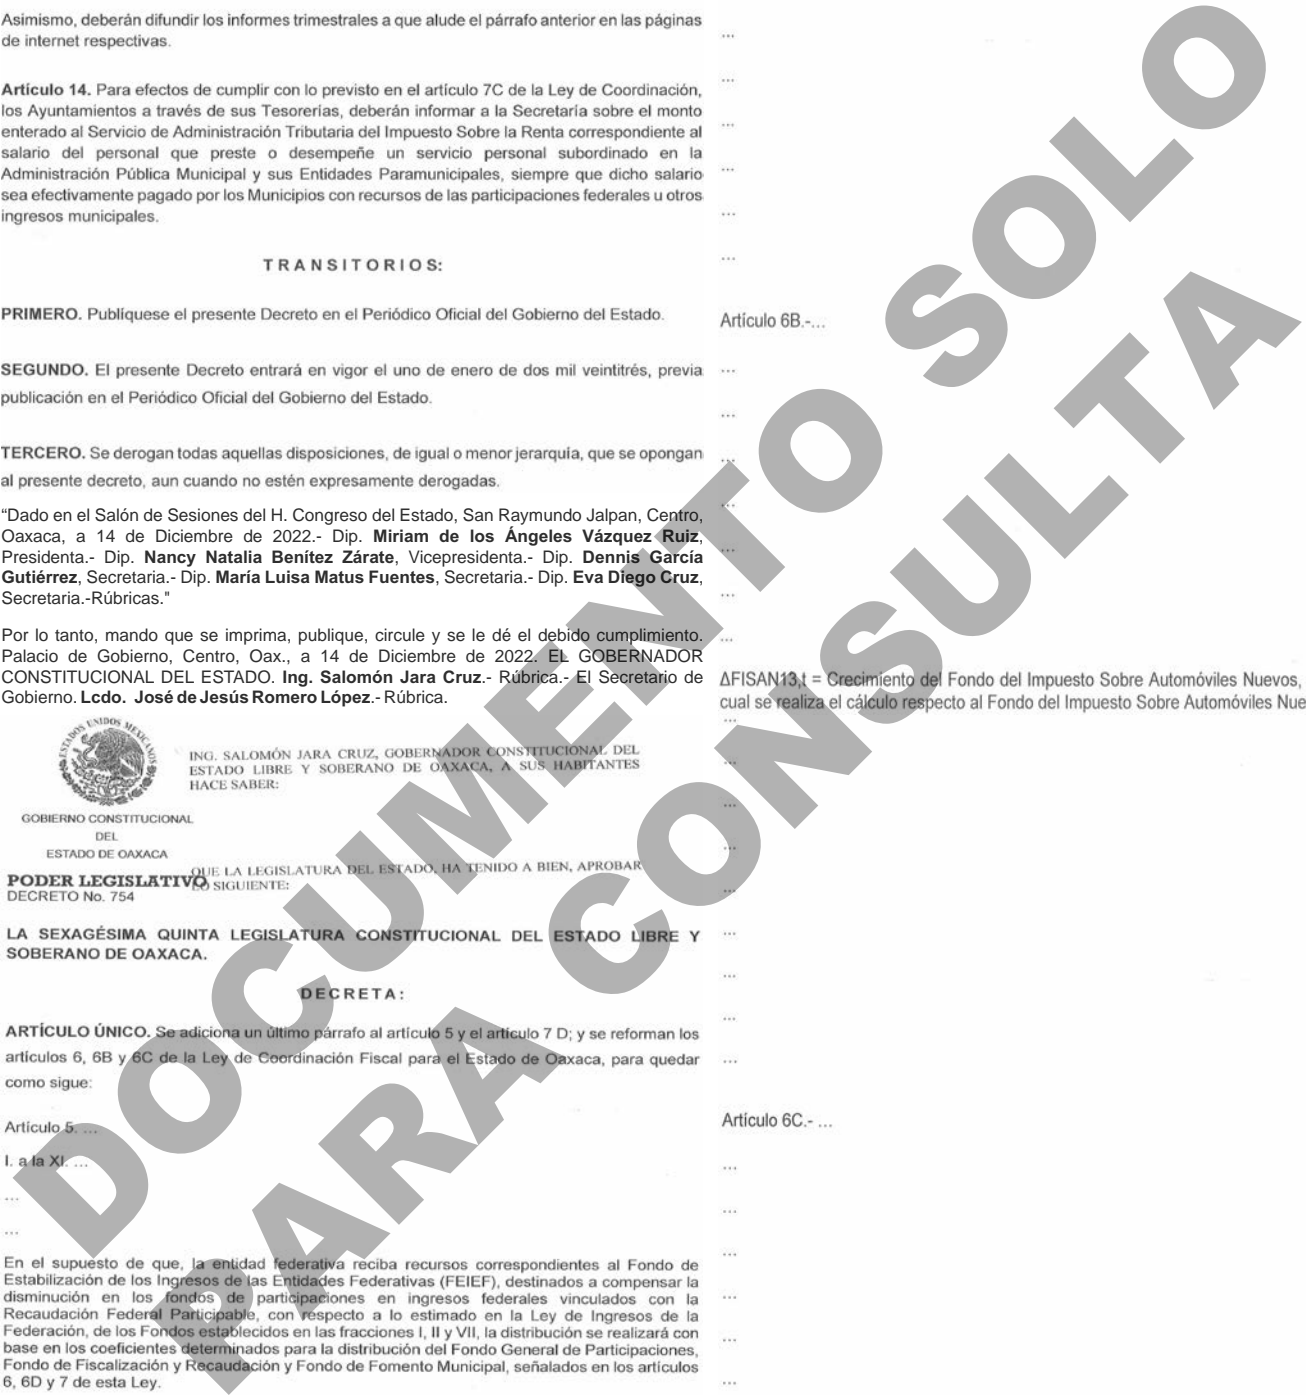 Asimismo, deberán difundir los informes trimestrales a que alude el párrafo anterior en las páginas
de internet respectivas.
Artículo 14. Para efectos de cumplir con lo previsto en el artículo 7C de la Ley de Coordinación,
los Ayuntamientos a través de sus Tesorerías, deberán informar a la Secretaría sobre el monto
enterado al Servicio de Administración Tributaria del Impuesto Sobre la Renta correspondiente al
salario del personal que preste o desempeñe un servicio personal subordinado en la
Administración Pública Municipal y sus Entidades Paramunicipales, siempre que dicho salario
sea efectivamente pagado por los Municipios con recursos de las participaciones federales u otros
ingresos municipales.
TRANSITORIOS:
PRIMERO. Publíquese el presente Decreto en el Periódico Oficial del Gobierno del Estado.
SEGUNDO. El presente Decreto entrará en vigor el uno de enero de dos mil veintitrés, previa
publicación en el Periódico Oficial del Gobierno del Estado.
TERCERO. Se derogan todas aquellas disposiciones, de igual o menor jerarquía, que se opongan
al presente decreto, aun cuando no estén expresamente derogadas.
“Dado en el Salón de Sesiones del H. Congreso del Estado, San Raymundo Jalpan, Centro,
Oaxaca, a 14 de Diciembre de 2022.- Dip. Miriam de los Ángeles Vázquez Ruiz,
Presidenta.- Dip. Nancy Natalia Benítez Zárate, Vicepresidenta.- Dip. Dennis García
Gutiérrez, Secretaria.- Dip. María Luisa Matus Fuentes, Secretaria.- Dip. Eva Diego Cruz,
Secretaria.-Rúbricas."
Por lo tanto, mando que se imprima, publique, circule y se le dé el debido cumplimiento.
Palacio de Gobierno, Centro, Oax., a 14 de Diciembre de 2022. EL GOBERNADOR
CONSTITUCIONAL DEL ESTADO. Ing. Salomón Jara Cruz.- Rúbrica.- El Secretario de
Gobierno. Lcdo. José de Jesús Romero López.- Rúbrica.
ESTADOS UNIDOS MEXICANOS
ING. SALOMÓN JARA CRUZ, GOBERNADOR CONSTITUCIONAL DEL
ESTADO LIBRE Y SOBERANO DE OAXACA, A SUS HABITANTES
HACE SABER:
GOBIERNO CONSTITUCIONAL
DEL
ESTADO DE OAXACA
PODER LEGISLATIVO
QUE LA LEGISLATURA DEL ESTADO, HA TENIDO A BIEN, APROBAR
LO SIGUIENTE:
DECRETO No. 754
LA SEXAGÉSIMA QUINTA LEGISLATURA CONSTITUCIONAL DEL ESTADO LIBRE Y
SOBERANO DE OAXACA.
DECRETA:
ARTÍCULO ÚNICO. Se adiciona un último párrafo al artículo 5 y el artículo 7 D; y se reforman los
artículos 6, 6B y 6C de la Ley de Coordinación Fiscal para el Estado de Oaxaca, para quedar
como sigue:
Artículo 5. ...
I. a la XI. ...
...
...
En el supuesto de que, la entidad federativa reciba recursos correspondientes al Fondo de
Estabilización de los Ingresos de las Entidades Federativas (FEIEF), destinados a compensar la
disminución en los fondos de participaciones en ingresos federales vinculados con la
Recaudación Federal Participable, con respecto a lo estimado en la Ley de Ingresos de la
Federación, de los Fondos establecidos en las fracciones I, II y VII, la distribución se realizará con
base en los coeficientes determinados para la distribución del Fondo General de Participaciones,
Fondo de Fiscalización y Recaudación y Fondo de Fomento Municipal, señalados en los artículos
6, 6D y 7 de esta Ley.
...
...
...
...
...
...
Artículo 6B.-...
...
...
...
...
...
...
...
ΔFISAN13,t = Crecimiento del Fondo del Impuesto Sobre Automóviles Nuevos,
cual se realiza el cálculo respecto al Fondo del Impuesto Sobre Automóviles Nue
...
...
...
...
...
...
...
...
...
Artículo 6C.- ...
...
...
...
...
...
...
DOCUMENTO SOLO
PARA CONSULTA